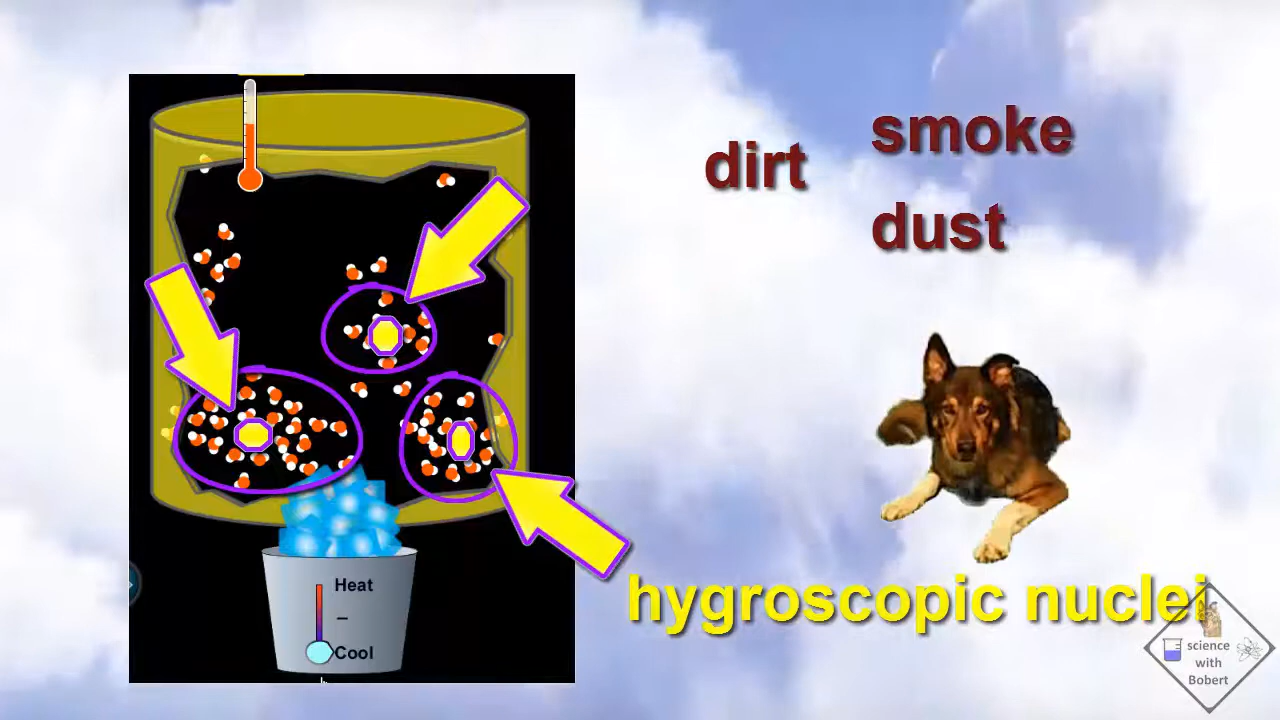 smoke
dirt
dust
Heat
Cool
hygroscopic nuclei
science
with
Bobert